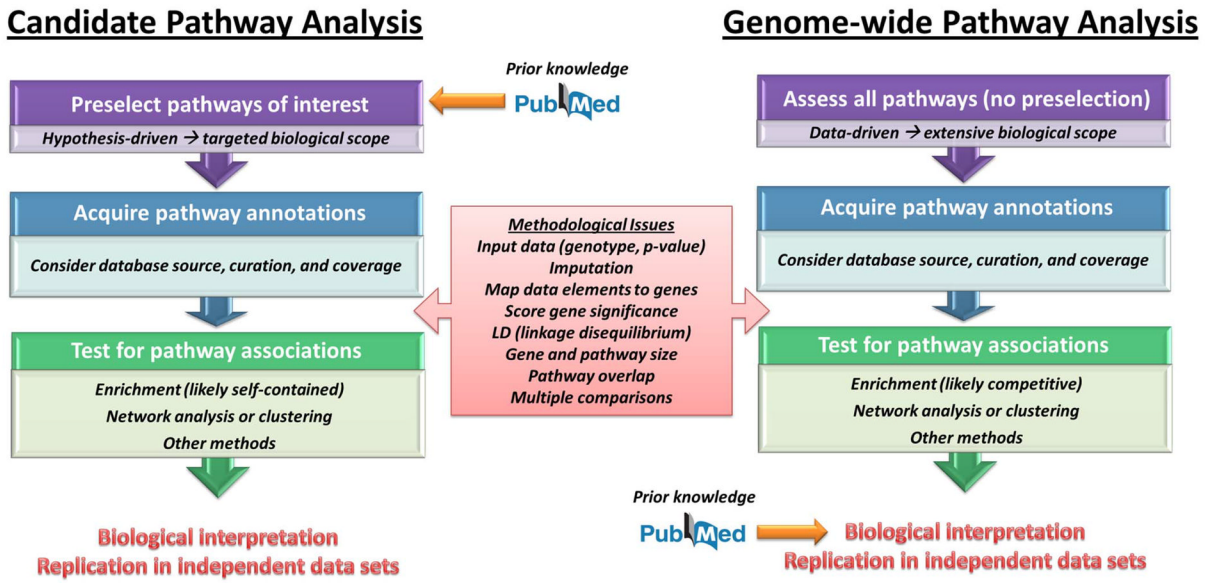 Candidate Pathway Analysis
Preselect pathways of interest
Hypothesis-driven → targeted biological scope
Acquire pathway annotations
Consider database source, curation, and coverage
Test for pathway associations
Enrichment (likely self-contained)
Network analysis or clustering
Other methods
Biological interpretation
Replication in independent data sets
Prior knowledge
PubMed
Methodological Issues
Input data (genotype, p-value)
Imputation
Map data elements to genes
Score gene significance
LD (linkage disequilibrium)
Gene and pathway size
Pathway overlap
Multiple comparisons
Genome-wide Pathway Analysis
Assess all pathways (no preselection)
Data-driven → extensive biological scope
Acquire pathway annotations
Consider database source, curation, and coverage
Test for pathway associations
Enrichment (likely competitive)
Network analysis or clustering
Other methods
Prior knowledge
PubMed
Biological interpretation
Replication in independent data sets